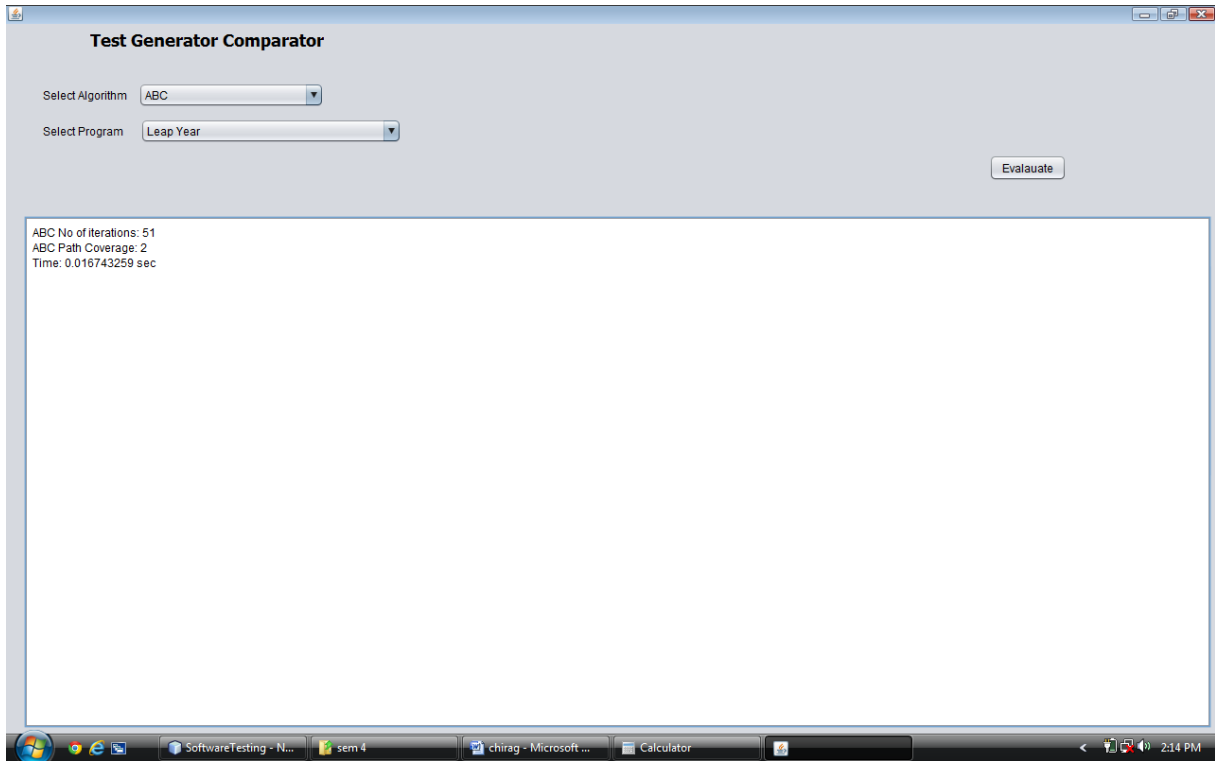 Test Generator Comparator
Select Algorithm ABC
Select Program Leap Year
Evalauate
ABC No of iterations: 51
ABC Path Coverage: 2
Time: 0.016743259 sec
SoftwareTesting - N... sem 4 chirag - Microsoft ... Calculator 2:14 PM